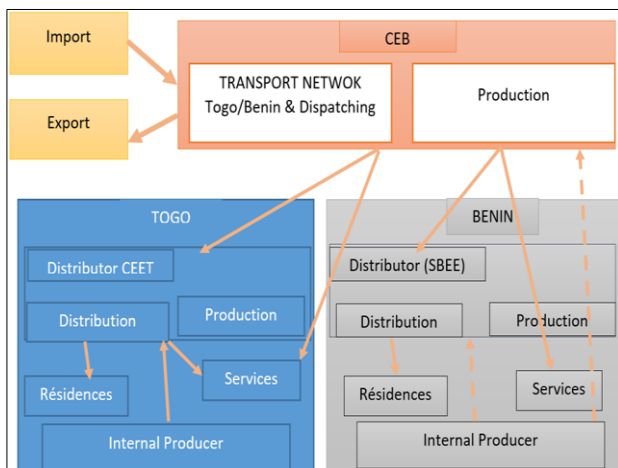 Import
CEB
TRANSPORT NETWOK
Togo/Benin & Dispatching
Production
Export
TOGO
Distributor CEET
Distribution
Production
Résidences
Services
Internal Producer
BENIN
Distributor (SBEE)
Distribution
Production
Résidences
Services
Internal Producer